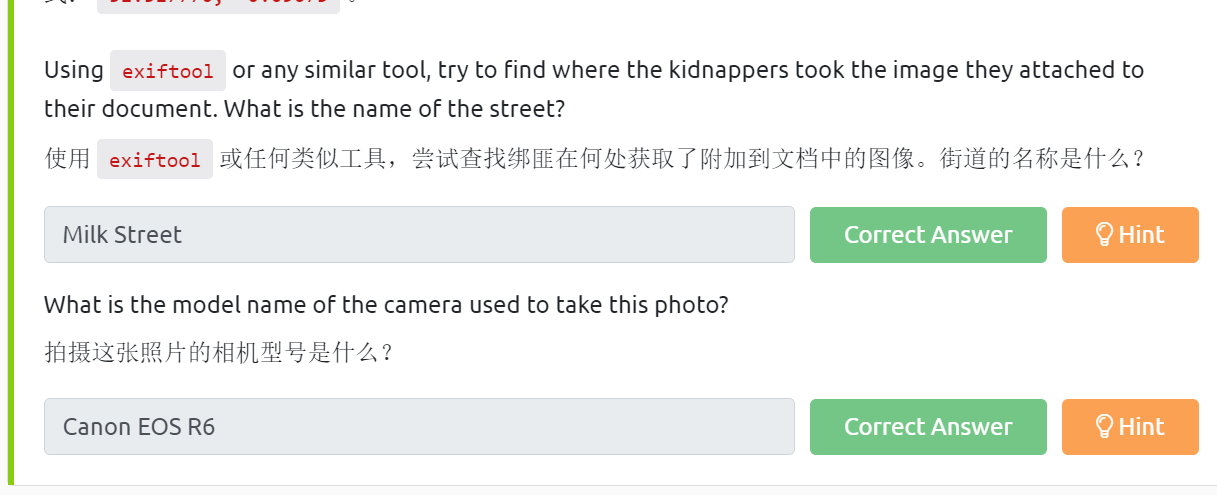 Using exiftool or any similar tool, try to find where the kidnappers took the image they attached to
their document. What is the name of the street?
使用 exiftool 或任何类似工具，尝试查找绑匪在何处获取了附加到文档中的图像。街道的名称是什么？
Milk Street Correct Answer Hint
What is the model name of the camera used to take this photo?
拍摄这张照片的相机型号是什么？
Canon EOS R6 Correct Answer Hint